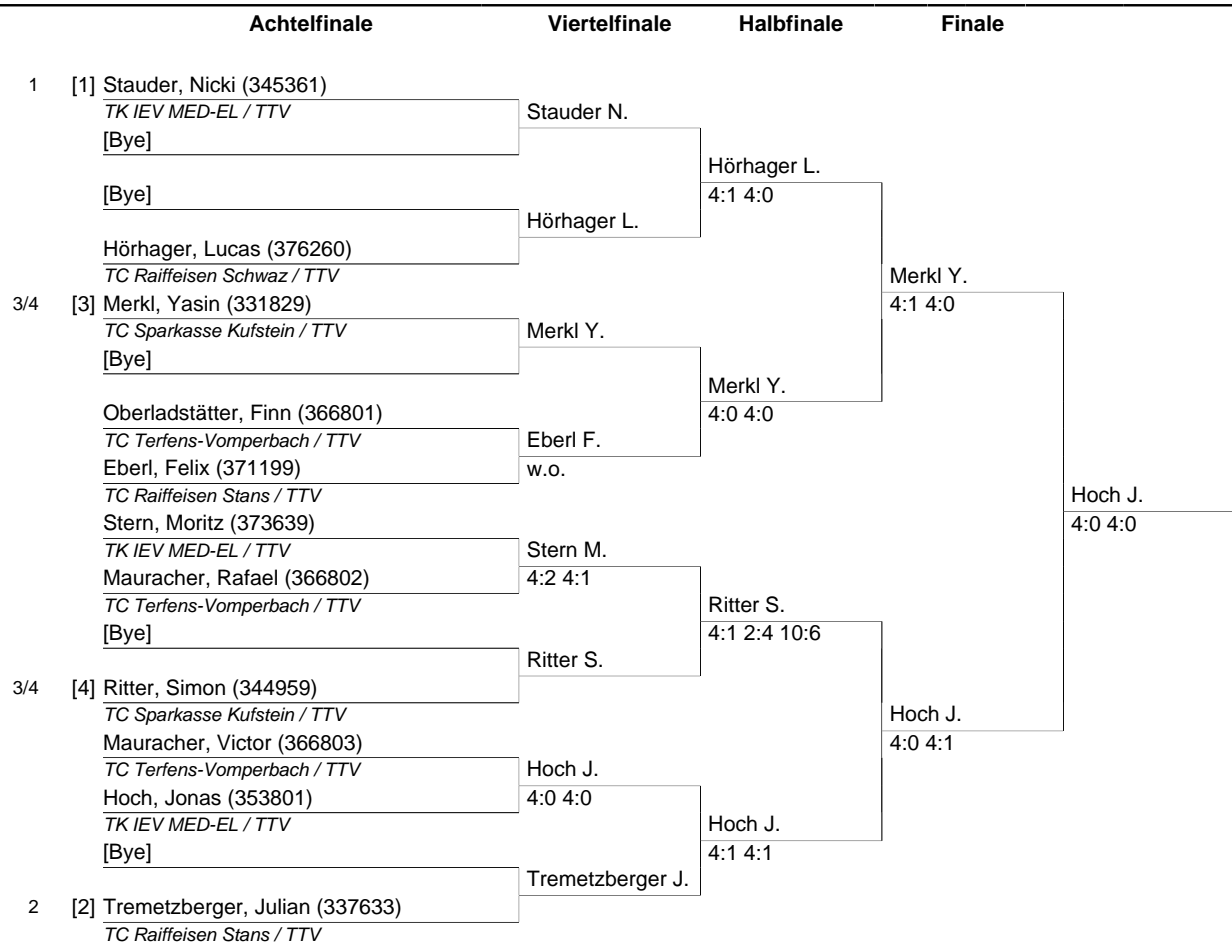 Achtelfinale Viertelfinale Halbfinale Finale
1 [1] Stauder, Nicki (345361)
TK IEV MED-EL / TTV Stauder N.
[Bye]
Hörhager L.
[Bye] 4:1 4:0
Hörhager L.
Hörhager, Lucas (376260)
TC Raiffeisen Schwaz / TTV Merkl Y.
3/4 [3] Merkl, Yasin (331829) 4:1 4:0
TC Sparkasse Kufstein / TTV Merkl Y.
[Bye]
Merkl Y.
Oberladstätter, Finn (366801) 4:0 4:0
TC Terfens-Vomperbach / TTV Eberl F.
Eberl, Felix (371199) w.o.
TC Raiffeisen Stans / TTV Hoch J.
Stern, Moritz (373639) 4:0 4:0
TK IEV MED-EL / TTV Stern M.
Mauracher, Rafael (366802) 4:2 4:1
TC Terfens-Vomperbach / TTV Ritter S.
[Bye] 4:1 2:4 10:6
Ritter S.
3/4 [4] Ritter, Simon (344959)
TC Sparkasse Kufstein / TTV Hoch J.
Mauracher, Victor (366803) 4:0 4:1
TC Terfens-Vomperbach / TTV Hoch J.
Hoch, Jonas (353801) 4:0 4:0
TK IEV MED-EL / TTV Hoch J.
[Bye] 4:1 4:1
Tremetzberger J.
2 [2] Tremetzberger, Julian (337633)
TC Raiffeisen Stans / TTV